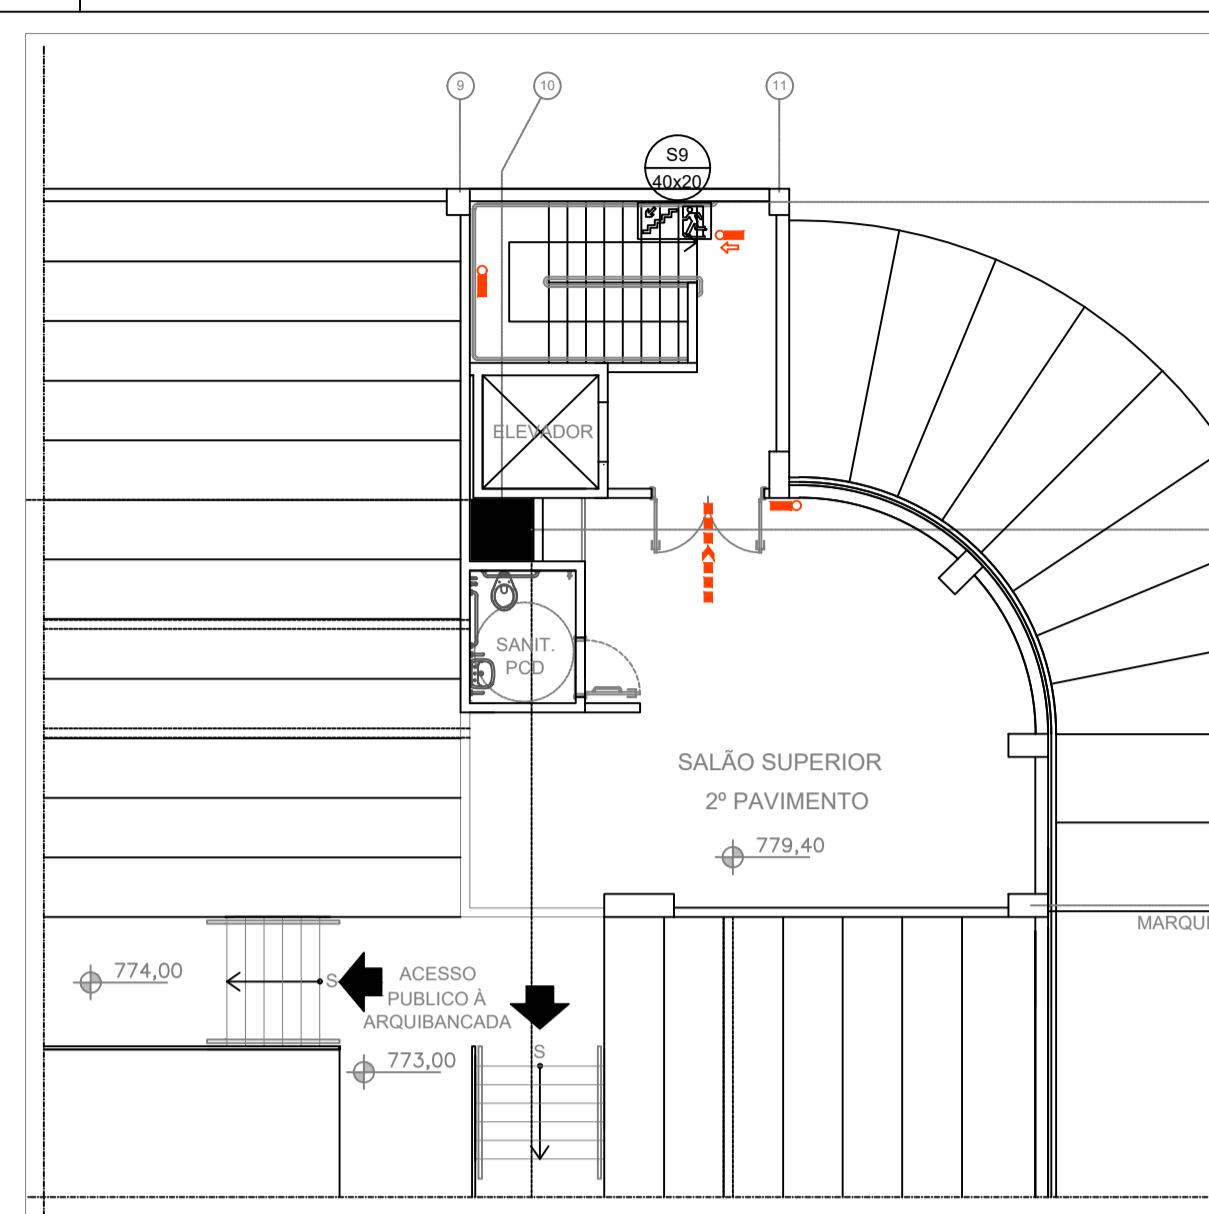 9
10
11
S9
40x20
ELEVADOR
SANIT.
PCD
SALÃO SUPERIOR
2º PAVIMENTO
779,40
MARQUI
774,00
S
ACESSO
PUBLICO À
ARQUIBANCADA
773,00
S